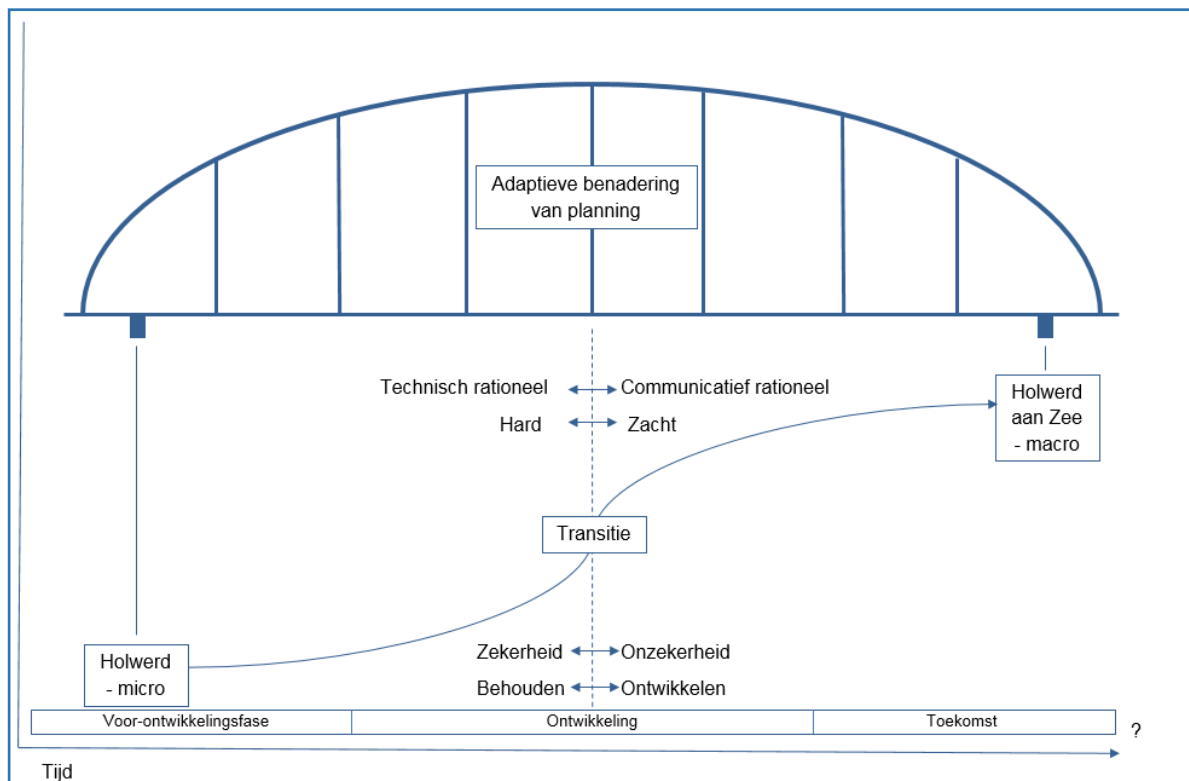 Adaptieve benadering
van planning
Technisch rationeel
Communicatief rationeel
Hard
Zacht
Holwerd
aan Zee
- macro
Transitie
Holwerd
- micro
Zekerheid
Onzekerheid
Behouden
Ontwikkelen
Voor-ontwikkelingsfase
Ontwikkeling
Toekomst
?
Tijd